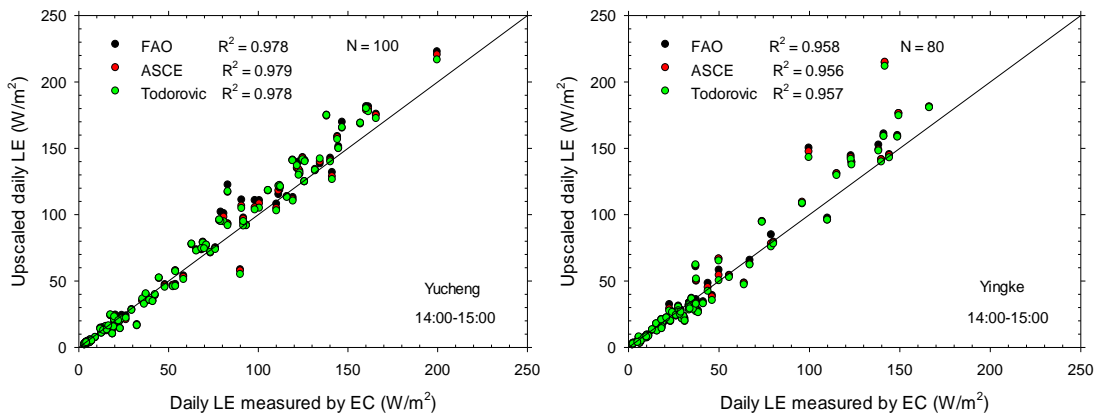 250
200
150
100
50
0
Upscaled daily LE (W/m²)
FAO R² = 0.978 N = 100
ASCE R² = 0.979
Todorovic R² = 0.978
Yucheng
14:00-15:00
0 50 100 150 200 250
Daily LE measured by EC (W/m²)
250
200
150
100
50
0
Upscaled daily LE (W/m²)
FAO R² = 0.958 N = 80
ASCE R² = 0.956
Todorovic R² = 0.957
Yingke
14:00-15:00
0 50 100 150 200 250
Daily LE measured by EC (W/m²)